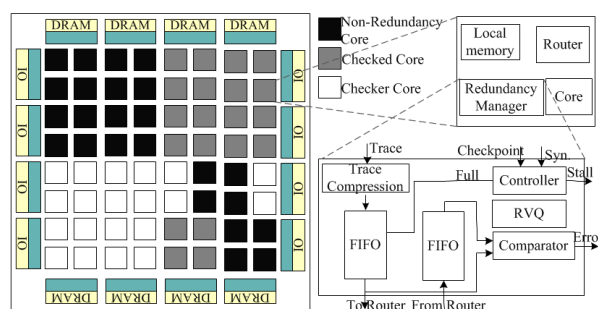 DRAM DRAM DRAM DRAM
IO
IO
IO
IO
IO
IO
IO
IO
DRAM DRAM DRAM DRAM
Non-Redundancy
Core
Checked Core
Checker Core
Local
memory
Router
Redundancy
Manager
Core
Trace
Checkpoint
Syn.
Trace
Compression
Full
Controller
Stall
RVQ
FIFO
FIFO
Comparator
Erro
To Router
From Router